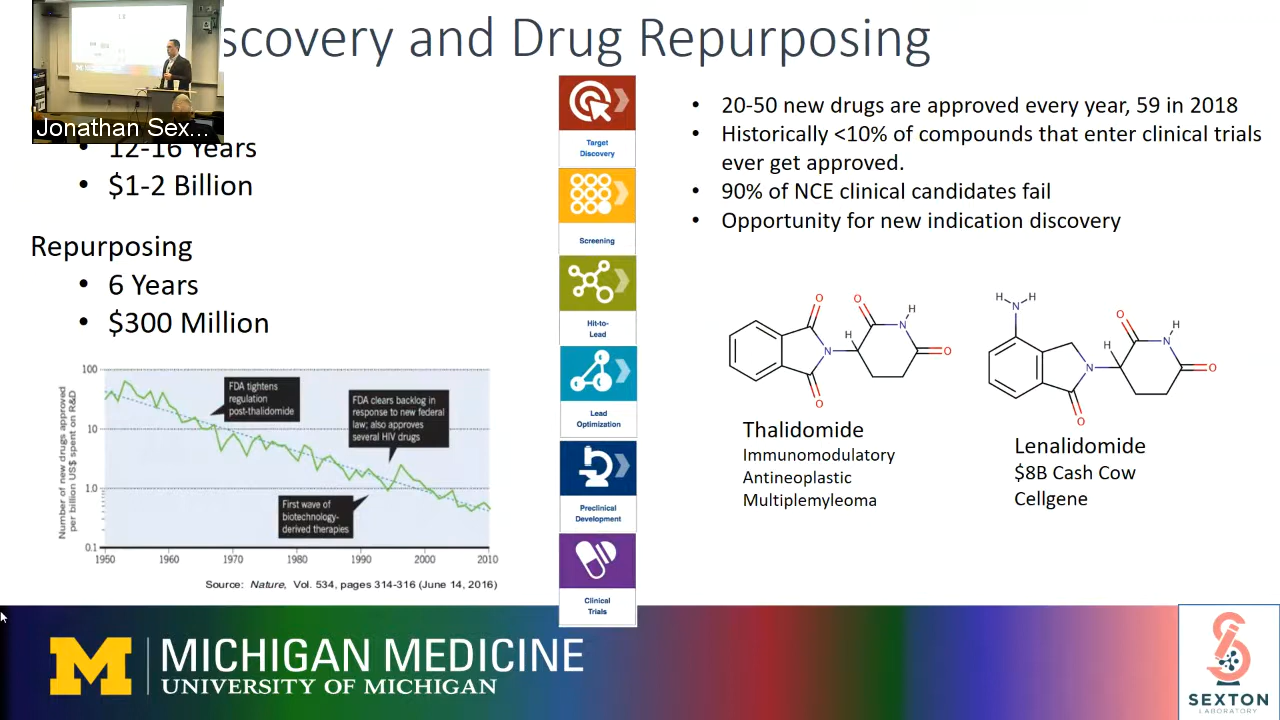 scovery and Drug Repurposing
Jonathan Sex...
• 12-16 Years
• $1-2 Billion
Repurposing
• 6 Years
• $300 Million
100
10
1.0
0.1
Number of new drugs approved
per billion US$ spent on R&D
FDA tightens
regulation
post-thalidomide
FDA clears backlog in
response to new federal
law; also approves
several HIV drugs
First wave of
biotechnology-
derived therapies
1950 1960 1970 1980 1990 2000 2010
Source: Nature, Vol. 534, pages 314-316 (June 14, 2016)
Target
Discovery
Screening
Hit-to-
Lead
Lead
Optimization
Preclinical
Development
Clinical
Trials
• 20-50 new drugs are approved every year, 59 in 2018
• Historically <10% of compounds that enter clinical trials
ever get approved.
• 90% of NCE clinical candidates fail
• Opportunity for new indication discovery
O O H N H N O O
H N H O H N H N O O
Thalidomide
Immunomodulatory
Antineoplastic
Multiplemyleoma
Lenalidomide
$8B Cash Cow
Cellgene
M MICHIGAN MEDICINE
UNIVERSITY OF MICHIGAN
SEXTON
LABORATORY